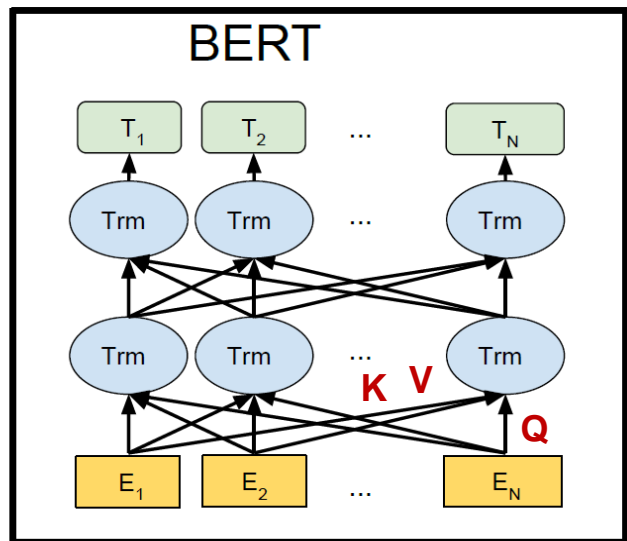 BERT
T1 T2 ... TN
Trm Trm ... Trm
Trm Trm ... Trm
K V
Q
E1 E2 ... EN